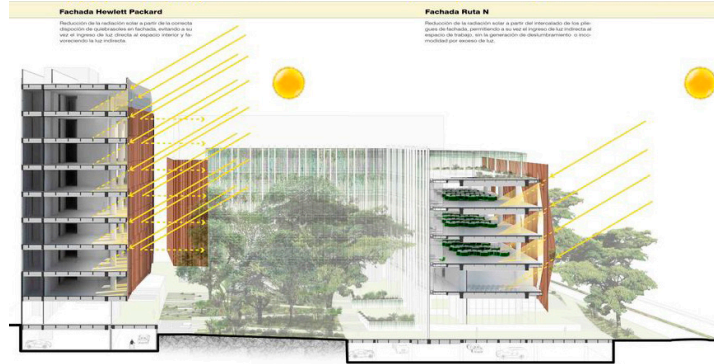 Fachada Hewlett Packard
Reducción de la radiación solar a partir de la correcta
disposición de quiebrasoles en fachada, evitando a su
vez el ingreso de luz directa al espacio interior y fa-
voreciendo la luz indirecta.
Fachada Ruta N
Reducción de la radiación solar a partir del intercalado de los plie-
gues de fachada, permitiendo a su vez el ingreso de luz indirecta al
espacio de trabajo, sin la generación de deslumbramiento o inco-
modidad por exceso de luz.